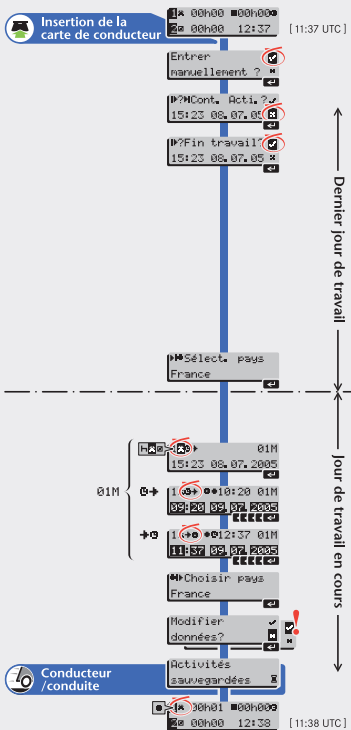 Insertion de la
carte de conducteur
1 00h00 00h00
2 00h00 12:37
[ 11:37 UTC ]
Entrer
manuellement ?
?Cont. Acti.?
15:23 08.07.05
?Fin travail?
15:23 08.07.05
Dernier jour de travail
Sélect. pays
France
01M
15:23 08.07.2005
01M
1 10:20 01M
09:20 09.07.2005
1 12:37 01M
11:37 09.07.2005
Jour de travail en cours
Choisir pays
France
Modifier
données?
!
Conducteur
/conduite
Activités
sauvegardées
00h01 00h00
2 00h00 12:38
[ 11:38 UTC ]